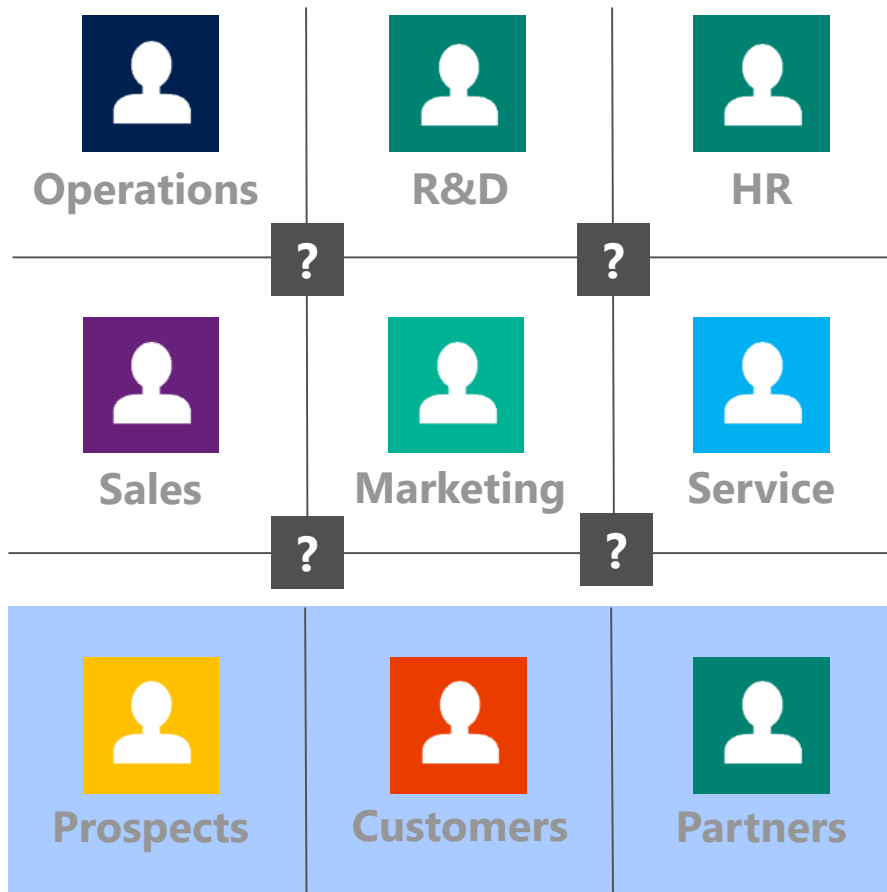 Operations
R&D
HR
?
?
Sales
Marketing
Service
?
?
Prospects
Customers
Partners